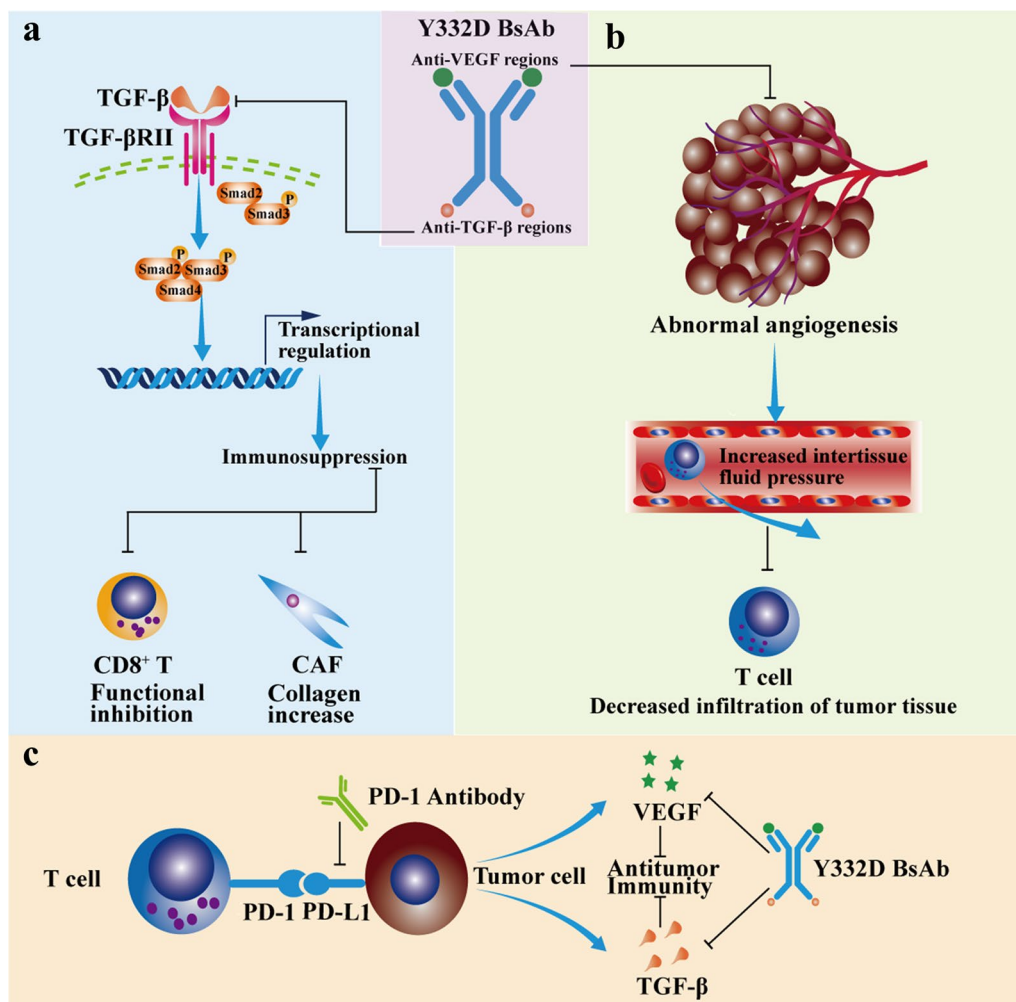 a
Y332D BsAb
Anti-VEGF regions
Anti-TGF-β regions
TGF-β
TGF-βRII
Smad2
P
Smad3
P
Smad2
P
Smad3
Smad4
Transcriptional
regulation
Immunosuppression
CD8⁺ T
Functional
inhibition
CAF
Collagen
increase
b
Abnormal angiogenesis
Increased intertissue
fluid pressure
T cell
Decreased infiltration of tumor tissue
c
PD-1 Antibody
T cell
PD-1
PD-L1
Tumor cell
VEGF
Antitumor
Immunity
TGF-β
Y332D BsAb